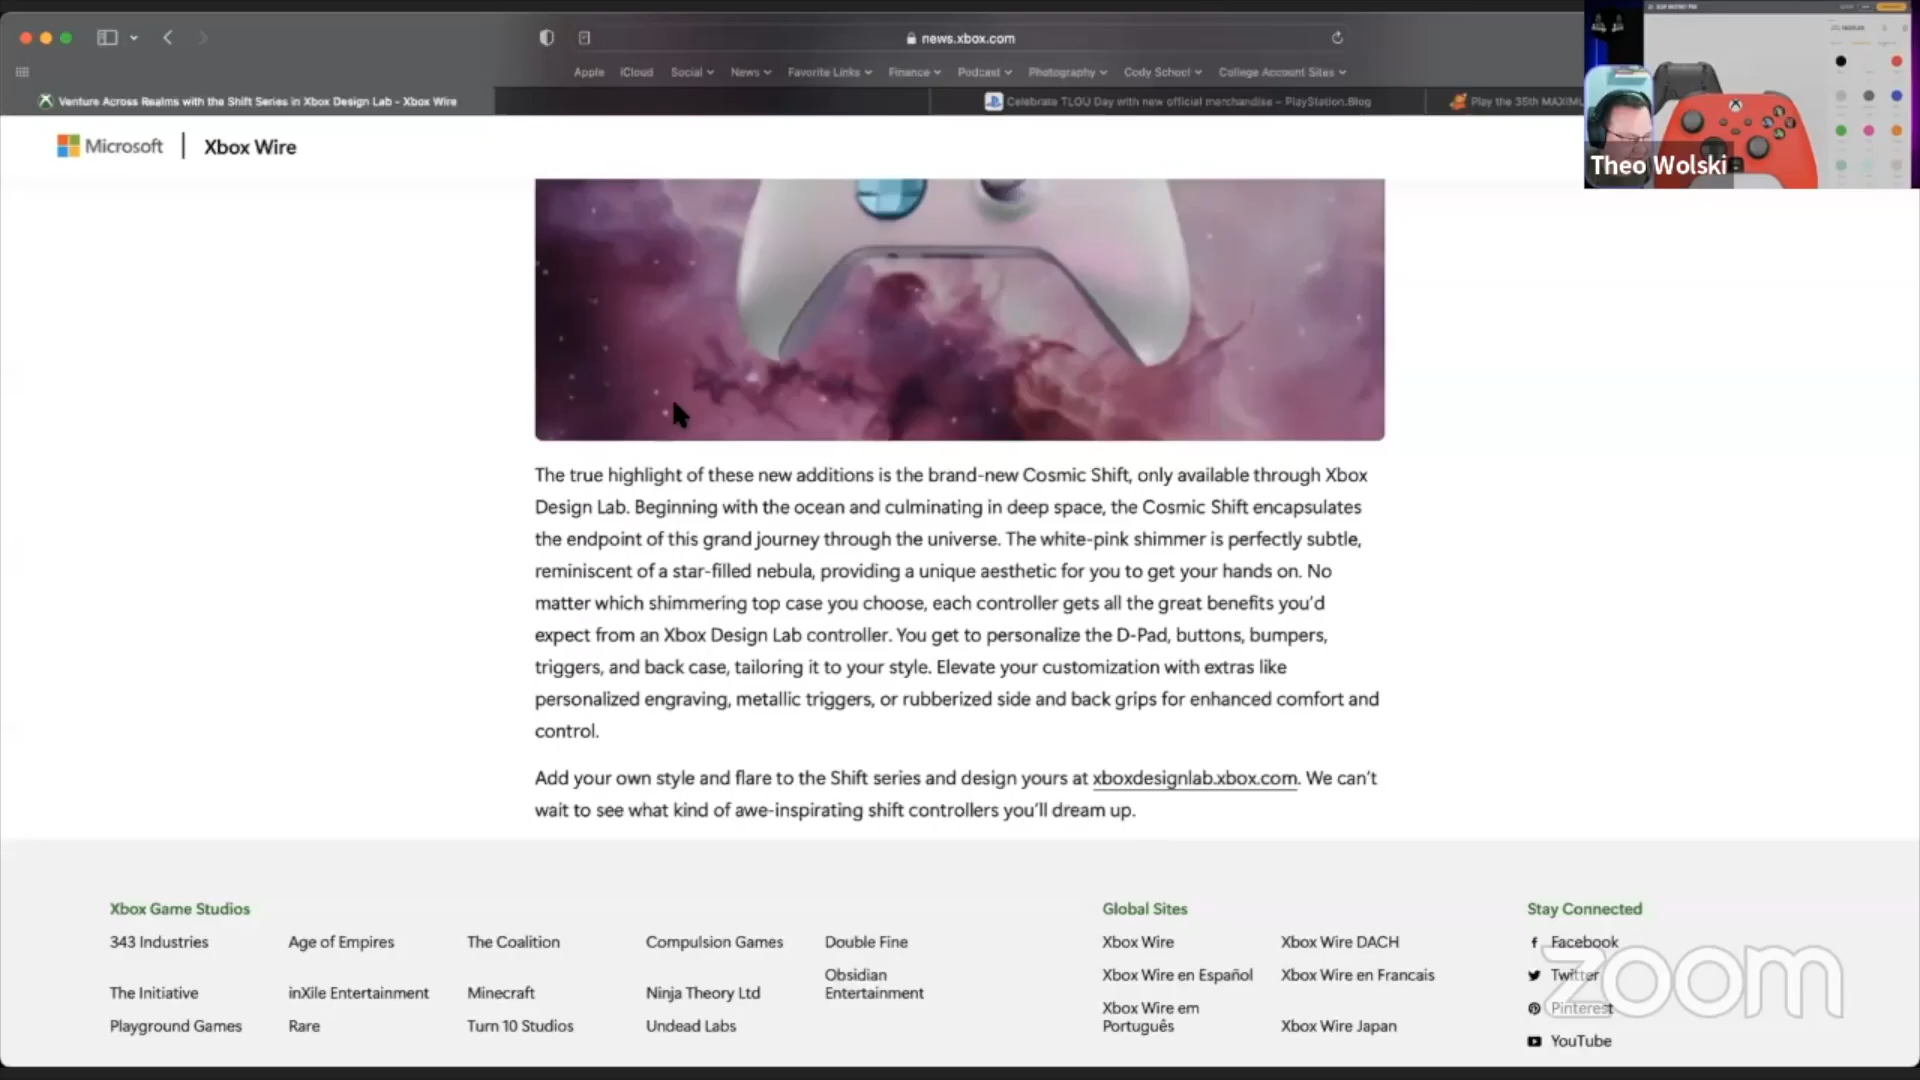 news.xbox.com
Apple iCloud Social News Favorite Links Finance Podcast Photography Cody School College Account Sites
Venture Across Realms with the Shift Series in Xbox Design Lab - Xbox Wire
Celebrate TLOU Day with new official merchandise – PlayStation.Blog
Play the 35th MAXIMU
Theo Wolski
Microsoft | Xbox Wire
The true highlight of these new additions is the brand-new Cosmic Shift, only available through Xbox
Design Lab. Beginning with the ocean and culminating in deep space, the Cosmic Shift encapsulates
the endpoint of this grand journey through the universe. The white-pink shimmer is perfectly subtle,
reminiscent of a star-filled nebula, providing a unique aesthetic for you to get your hands on. No
matter which shimmering top case you choose, each controller gets all the great benefits you’d
expect from an Xbox Design Lab controller. You get to personalize the D-Pad, buttons, bumpers,
triggers, and back case, tailoring it to your style. Elevate your customization with extras like
personalized engraving, metallic triggers, or rubberized side and back grips for enhanced comfort and
control.
Add your own style and flare to the Shift series and design yours at xboxdesignlab.xbox.com. We can’t
wait to see what kind of awe-inspiring shift controllers you’ll dream up.
Xbox Game Studios
343 Industries Age of Empires The Coalition Compulsion Games Double Fine
The Initiative inXile Entertainment Minecraft Ninja Theory Ltd Obsidian
Entertainment
Playground Games Rare Turn 10 Studios Undead Labs
Global Sites
Xbox Wire Xbox Wire DACH
Xbox Wire en Español Xbox Wire en Francais
Xbox Wire em
Português Xbox Wire Japan
Stay Connected
Facebook
Twitter
Pinterest
YouTube
zoom